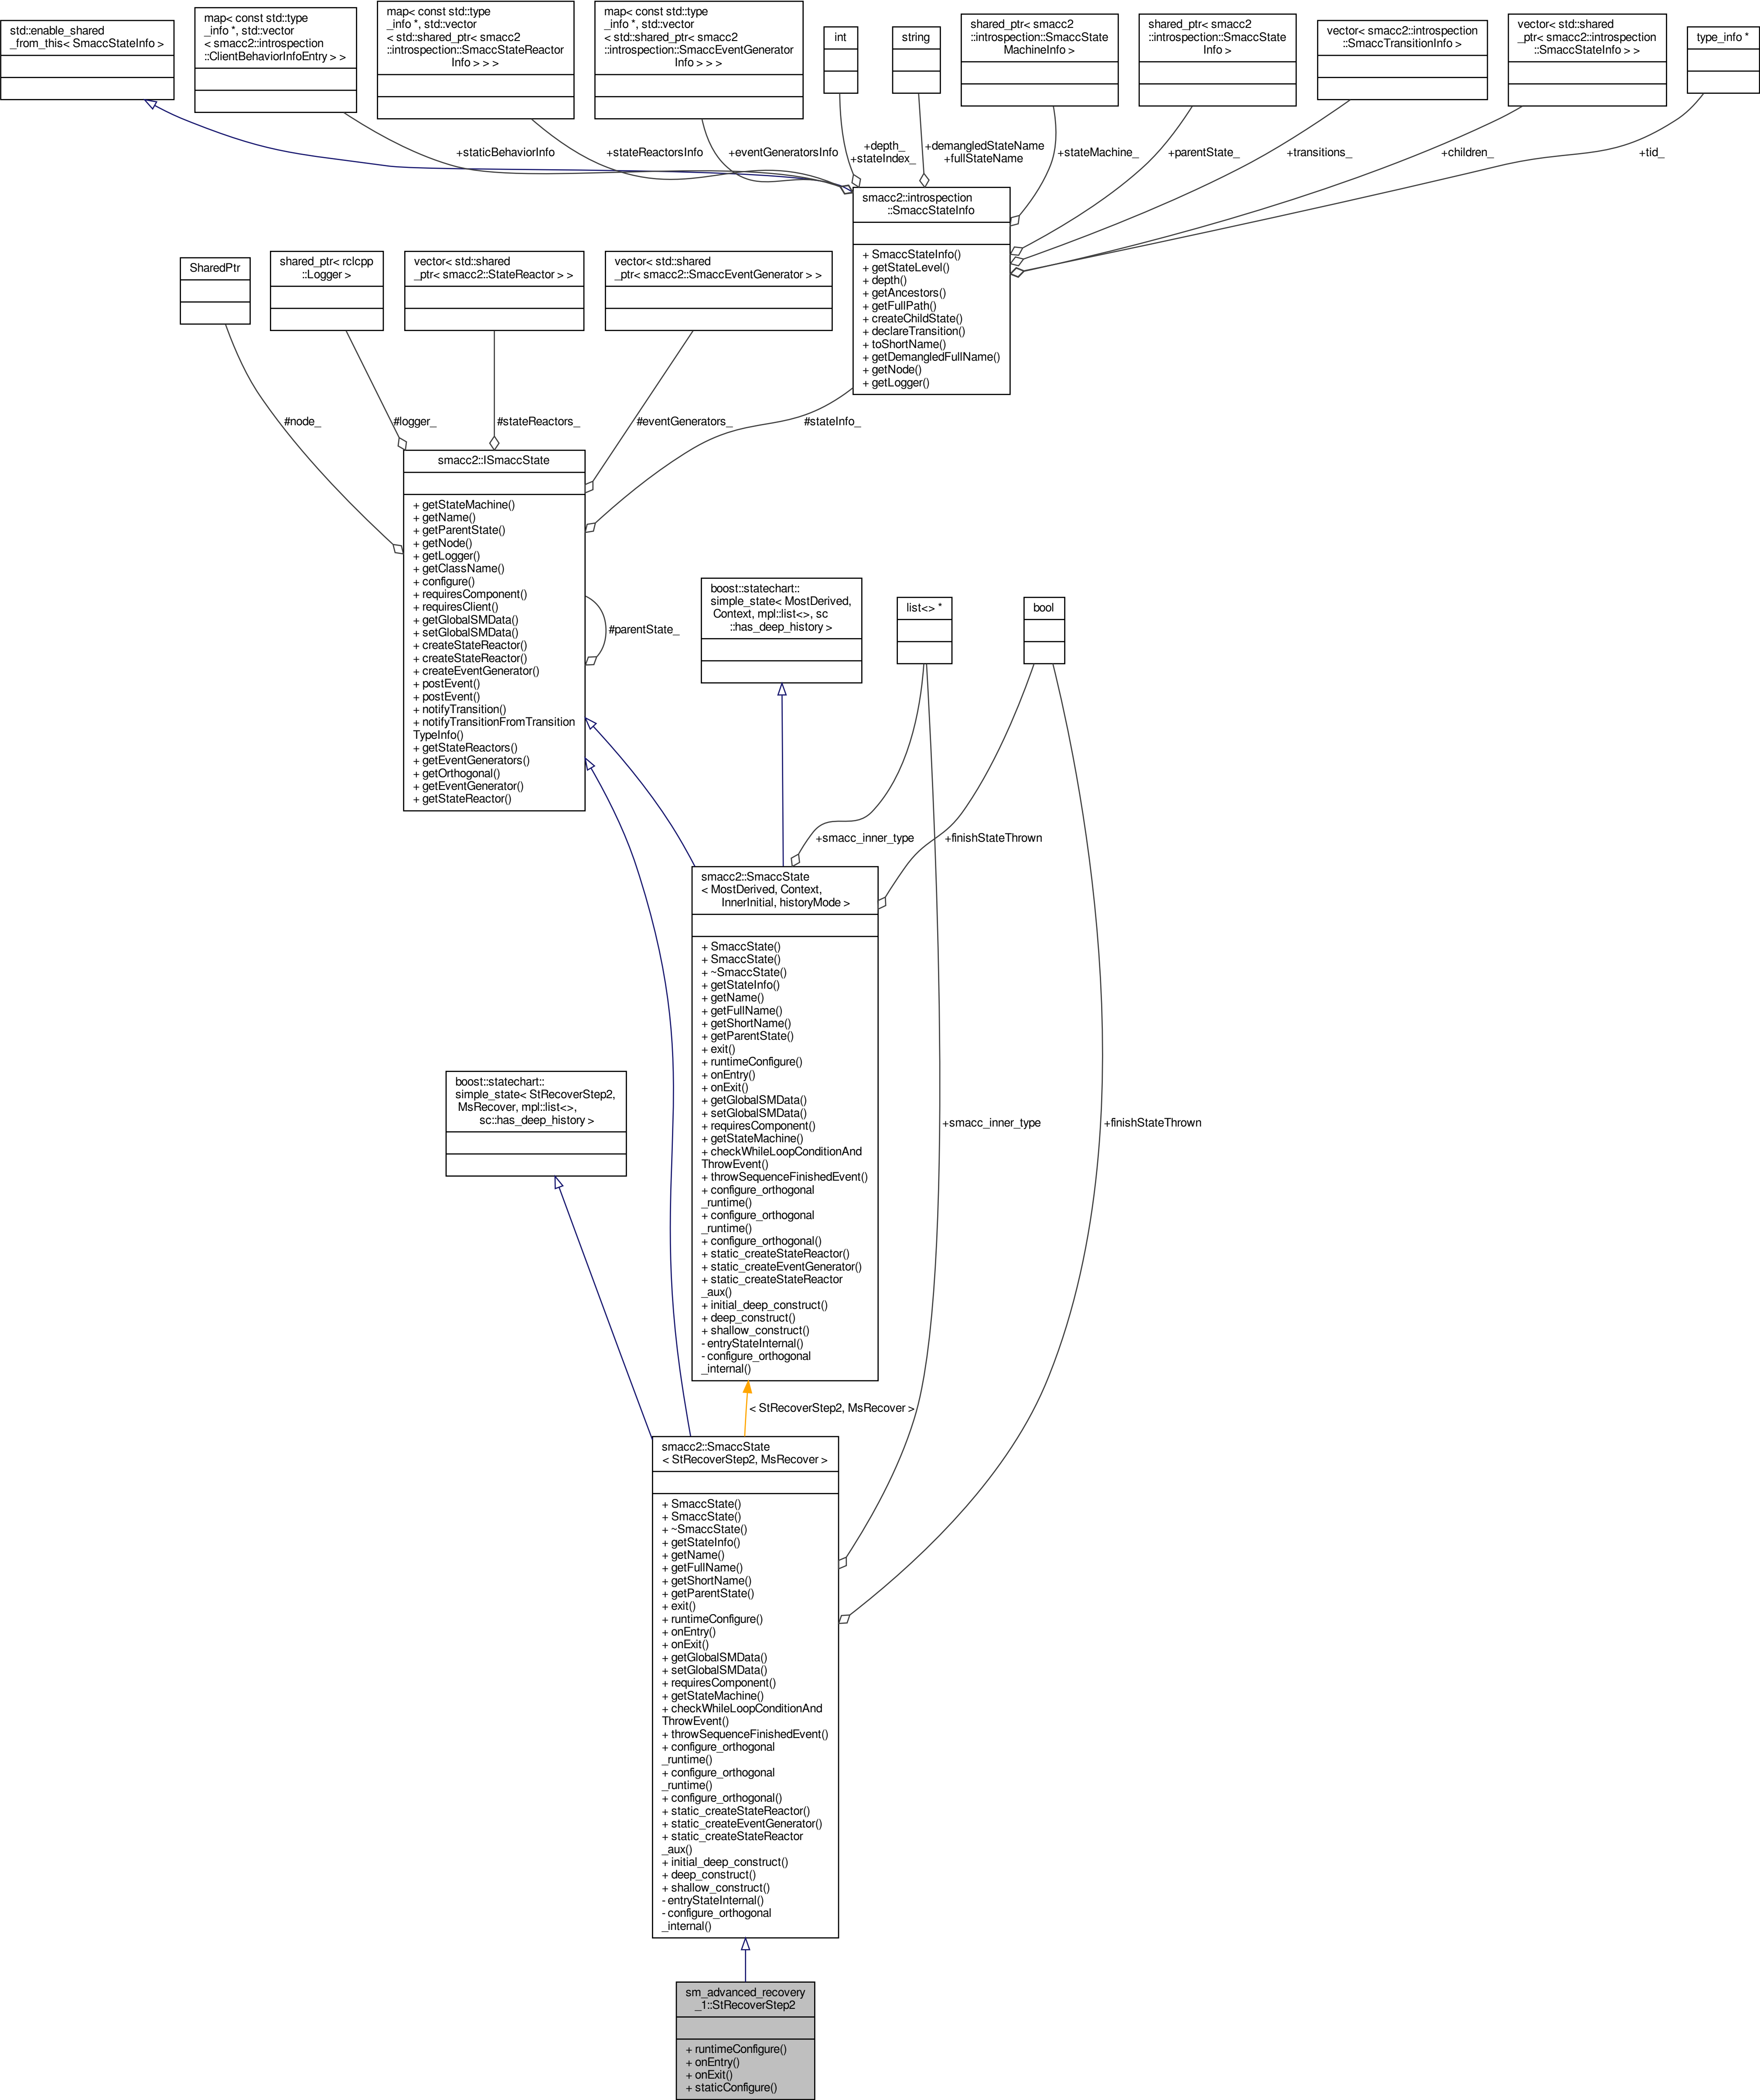 std::enable_shared
_from_this< SmaccStateInfo >
map< const std::type
_info *, std::vector
< smacc2::introspection
::ClientBehaviorInfoEntry > >
map< const std::type
_info *, std::vector
< std::shared_ptr< smacc2
::introspection::SmaccStateReactor
Info > > >
map< const std::type
_info *, std::vector
< std::shared_ptr< smacc2
::introspection::SmaccEventGenerator
Info > > >
int
string
shared_ptr< smacc2
::introspection::SmaccState
MachineInfo >
shared_ptr< smacc2
::introspection::SmaccState
Info >
vector< smacc2::introspection
::SmaccTransitionInfo >
vector< std::shared
_ptr< smacc2::introspection
::SmaccStateInfo > >
type_info *
+staticBehaviorInfo
+stateReactorsInfo
+eventGeneratorsInfo
+depth_
+stateIndex_
+demangledStateName
+fullStateName
+stateMachine_
+parentState_
+transitions_
+children_
+tid_
smacc2::introspection
::SmaccStateInfo
+ SmaccStateInfo()
+ getStateLevel()
+ depth()
+ getAncestors()
+ getFullPath()
+ createChildState()
+ declareTransition()
+ toShortName()
+ getDemangledFullName()
+ getNode()
+ getLogger()
SharedPtr
shared_ptr< rclcpp
::Logger >
vector< std::shared
_ptr< smacc2::StateReactor > >
vector< std::shared
_ptr< smacc2::SmaccEventGenerator > >
#node_
#logger_
#stateReactors_
#eventGenerators_
#stateInfo_
smacc2::ISmaccState
+ getStateMachine()
+ getName()
+ getParentState()
+ getNode()
+ getLogger()
+ getClassName()
+ configure()
+ requiresComponent()
+ requiresClient()
+ getGlobalSMData()
+ setGlobalSMData()
+ createStateReactor()
+ createStateReactor()
+ createEventGenerator()
+ postEvent()
+ postEvent()
+ notifyTransition()
+ notifyTransitionFromTransition
TypeInfo()
+ getStateReactors()
+ getEventGenerators()
+ getOrthogonal()
+ getEventGenerator()
+ getStateReactor()
#parentState_
boost::statechart::
simple_state< MostDerived,
Context, mpl::list<>, sc
::has_deep_history >
list<> *
bool
+smacc_inner_type
+finishStateThrown
smacc2::SmaccState
< MostDerived, Context,
InnerInitial, historyMode >
+ SmaccState()
+ SmaccState()
+ ~SmaccState()
+ getStateInfo()
+ getName()
+ getFullName()
+ getShortName()
+ getParentState()
+ exit()
+ runtimeConfigure()
+ onEntry()
+ onExit()
+ getGlobalSMData()
+ setGlobalSMData()
+ requiresComponent()
+ getStateMachine()
+ checkWhileLoopConditionAnd
ThrowEvent()
+ throwSequenceFinishedEvent()
+ configure_orthogonal
_runtime()
+ configure_orthogonal
_runtime()
+ configure_orthogonal()
+ static_createStateReactor()
+ static_createEventGenerator()
+ static_createStateReactor
_aux()
+ initial_deep_construct()
+ deep_construct()
+ shallow_construct()
- entryStateInternal()
- configure_orthogonal
_internal()
boost::statechart::
simple_state< StRecoverStep2,
MsRecover, mpl::list<>,
sc::has_deep_history >
+smacc_inner_type
+finishStateThrown
< StRecoverStep2, MsRecover >
smacc2::SmaccState
< StRecoverStep2, MsRecover >
+ SmaccState()
+ SmaccState()
+ ~SmaccState()
+ getStateInfo()
+ getName()
+ getFullName()
+ getShortName()
+ getParentState()
+ exit()
+ runtimeConfigure()
+ onEntry()
+ onExit()
+ getGlobalSMData()
+ setGlobalSMData()
+ requiresComponent()
+ getStateMachine()
+ checkWhileLoopConditionAnd
ThrowEvent()
+ throwSequenceFinishedEvent()
+ configure_orthogonal
_runtime()
+ configure_orthogonal
_runtime()
+ configure_orthogonal()
+ static_createStateReactor()
+ static_createEventGenerator()
+ static_createStateReactor
_aux()
+ initial_deep_construct()
+ deep_construct()
+ shallow_construct()
- entryStateInternal()
- configure_orthogonal
_internal()
sm_advanced_recovery
_1::StRecoverStep2
+ runtimeConfigure()
+ onEntry()
+ onExit()
+ staticConfigure()